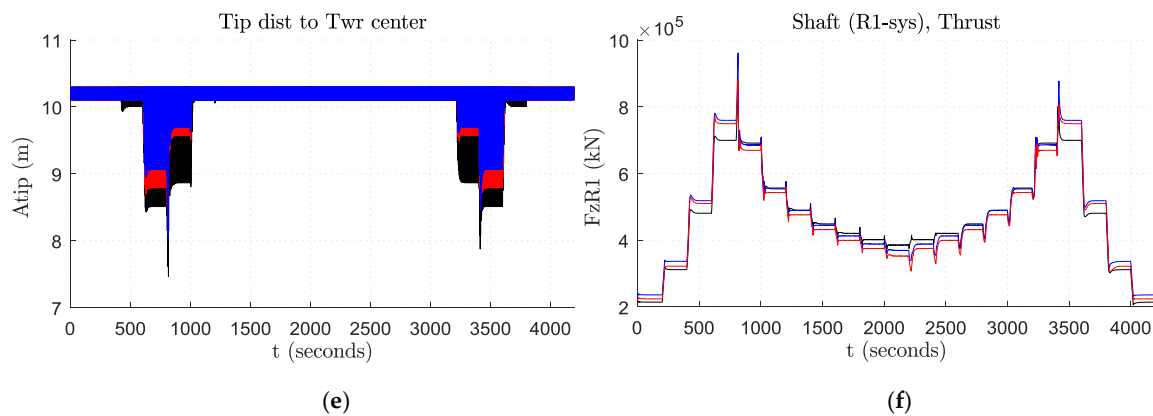 Tip dist to Twr center
11
10
9
8
7
Atip (m)
0 500 1000 1500 2000 2500 3000 3500 4000
t (seconds)
(e)
Shaft (R1-sys), Thrust
× 10⁵
10
8
6
4
2
FzR1 (kN)
0 500 1000 1500 2000 2500 3000 3500 4000
t (seconds)
(f)